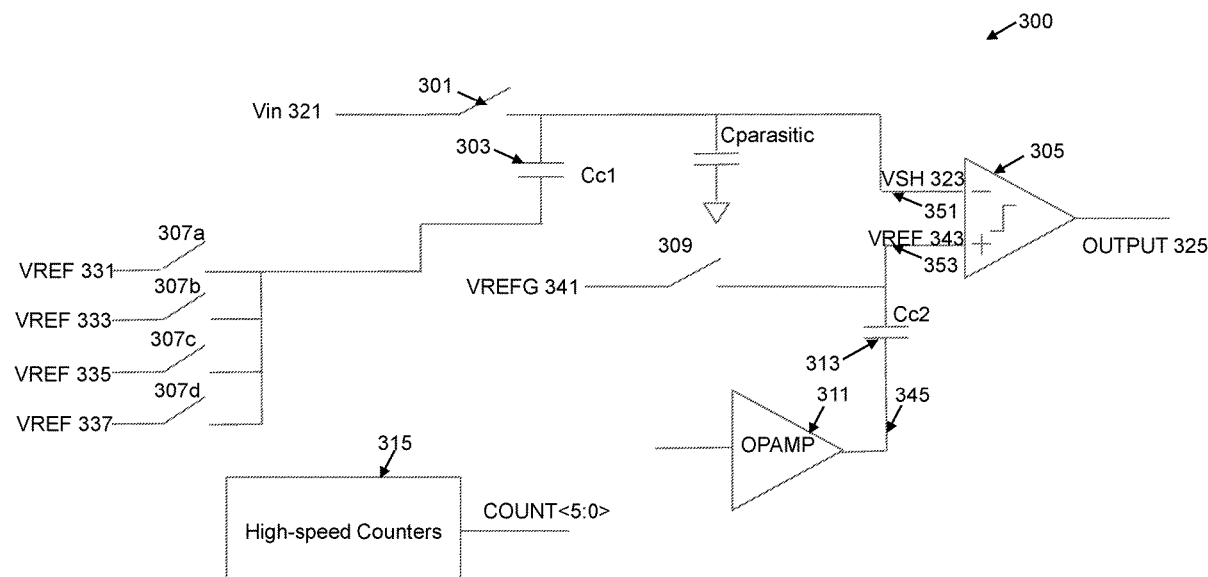 300
301
Vin 321
303
Cc1
Cparasitic
305
VSH 323
351
VREF 343
353
OUTPUT 325
307a
VREF 331
307b
VREF 333
307c
VREF 335
307d
VREF 337
309
VREFG 341
Cc2
313
311
345
OPAMP
315
COUNT<5:0>
High-speed Counters